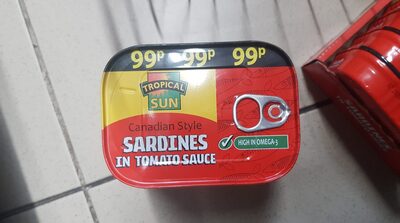 99p 99p 99p
TROPICAL
SUN
Canadian Style
SARDINES
IN TOMATO SAUCE
HIGH IN OMEGA-3